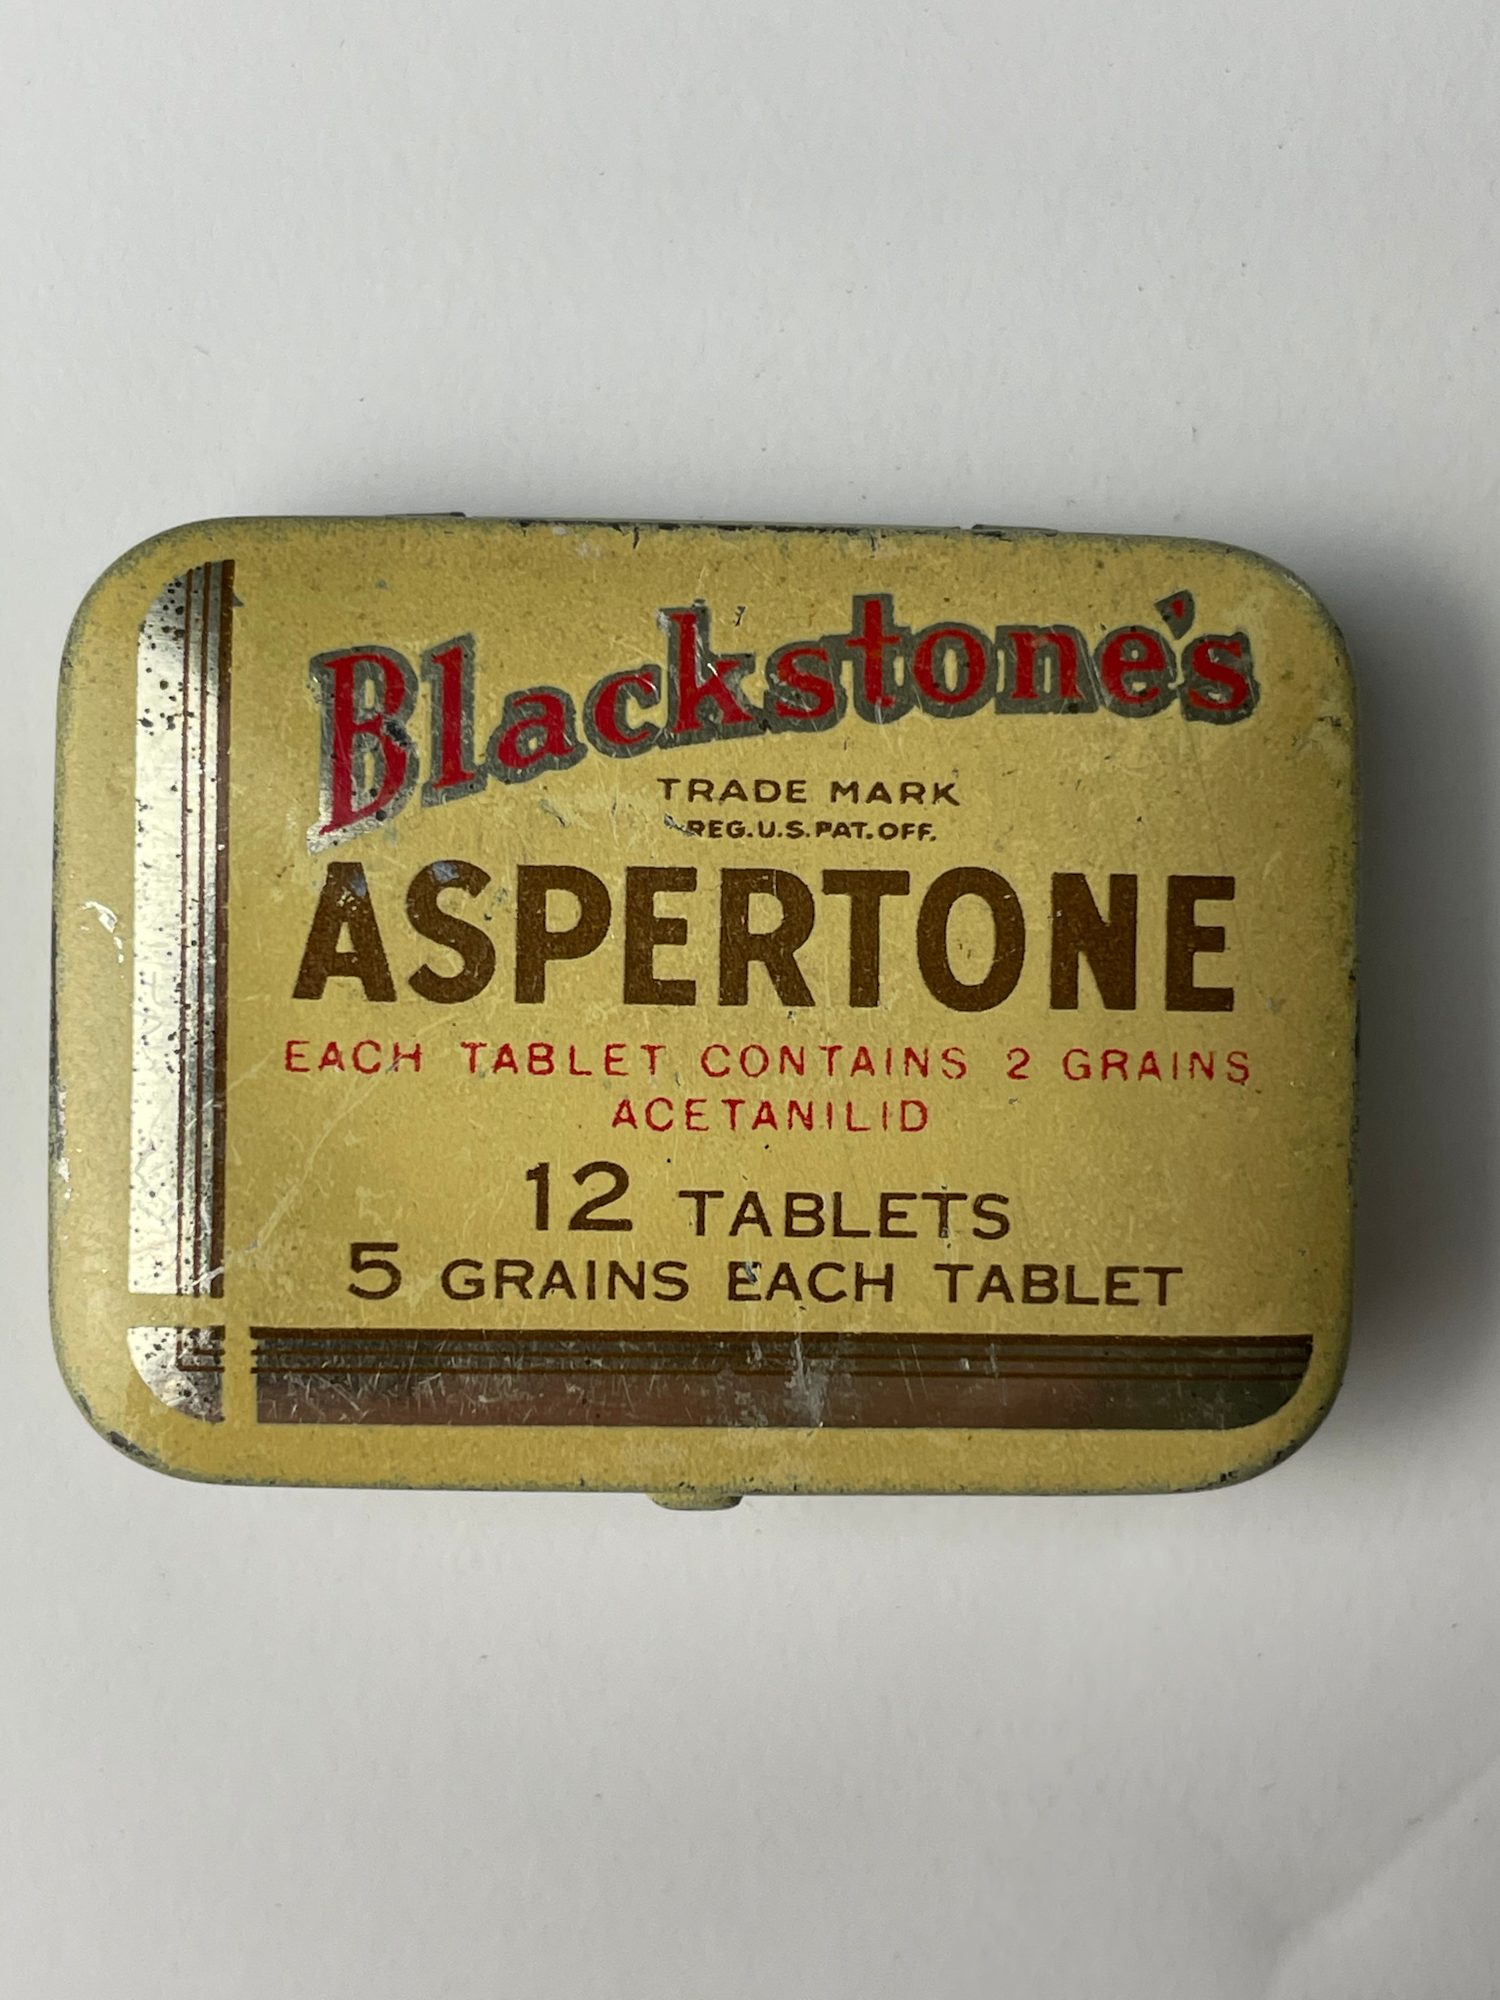 Blackstone's
TRADE MARK
REG.U.S.PAT.OFF.
ASPERTONE
EACH TABLET CONTAINS 2 GRAINS
ACETANILID
12 TABLETS
5 GRAINS EACH TABLET